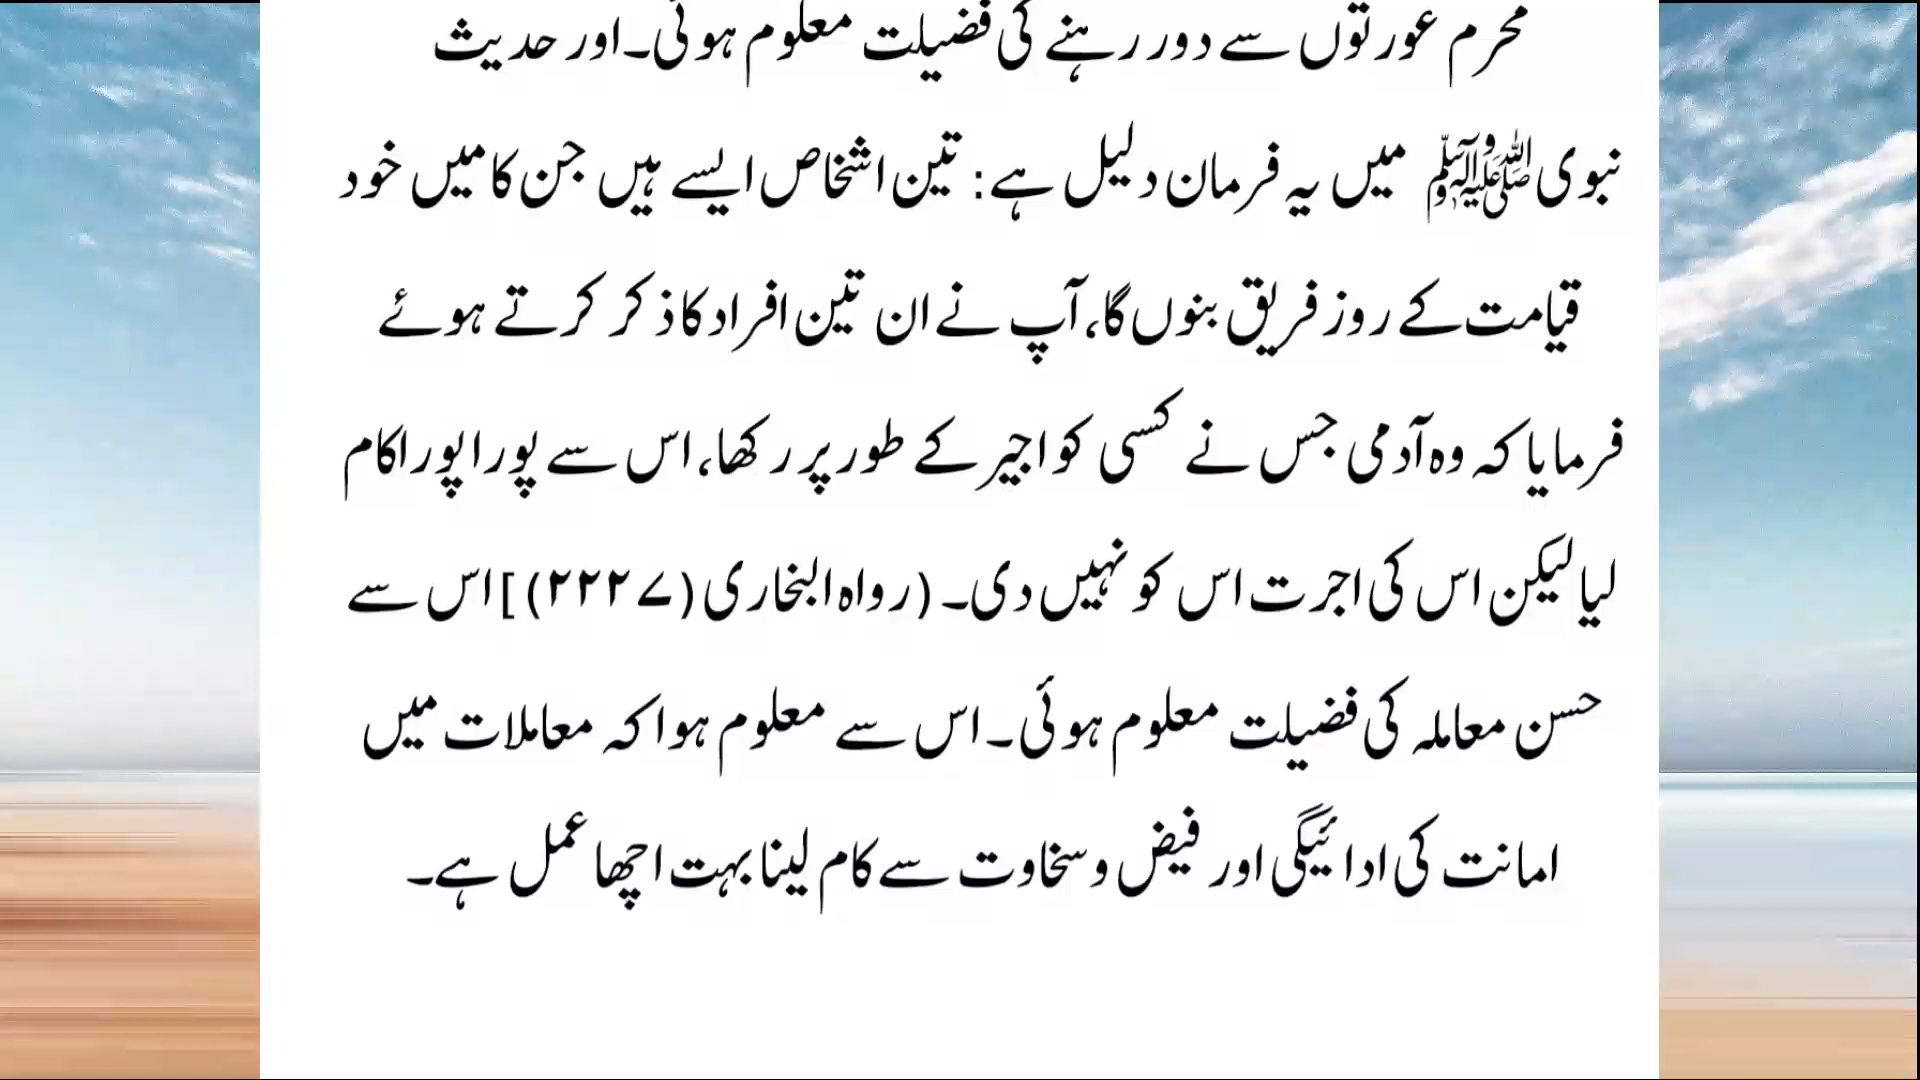 محرم عورتوں سے دور رہنے کی فضیلت معلوم ہوئی۔ اور حدیث
نبوی ﷺ میں یہ فرمان دلیل ہے: تین اشخاص ایسے ہیں جن کا میں خود
قیامت کے روز فریق بنوں گا، آپ نے ان تین افراد کا ذکر کرتے ہوئے
فرمایا کہ وہ آدمی جس نے کسی کو اجیر کے طور پر رکھا، اس سے پورا پورا کام
لیا لیکن اس کی اجرت اس کو نہیں دی۔ (رواہ البخاری (۲۲۲۷)] اس سے
حسن معاملہ کی فضیلت معلوم ہوئی۔ اس سے معلوم ہوا کہ معاملات میں
امانت کی ادائیگی اور فیض و سخاوت سے کام لینا بہت اچھا عمل ہے۔